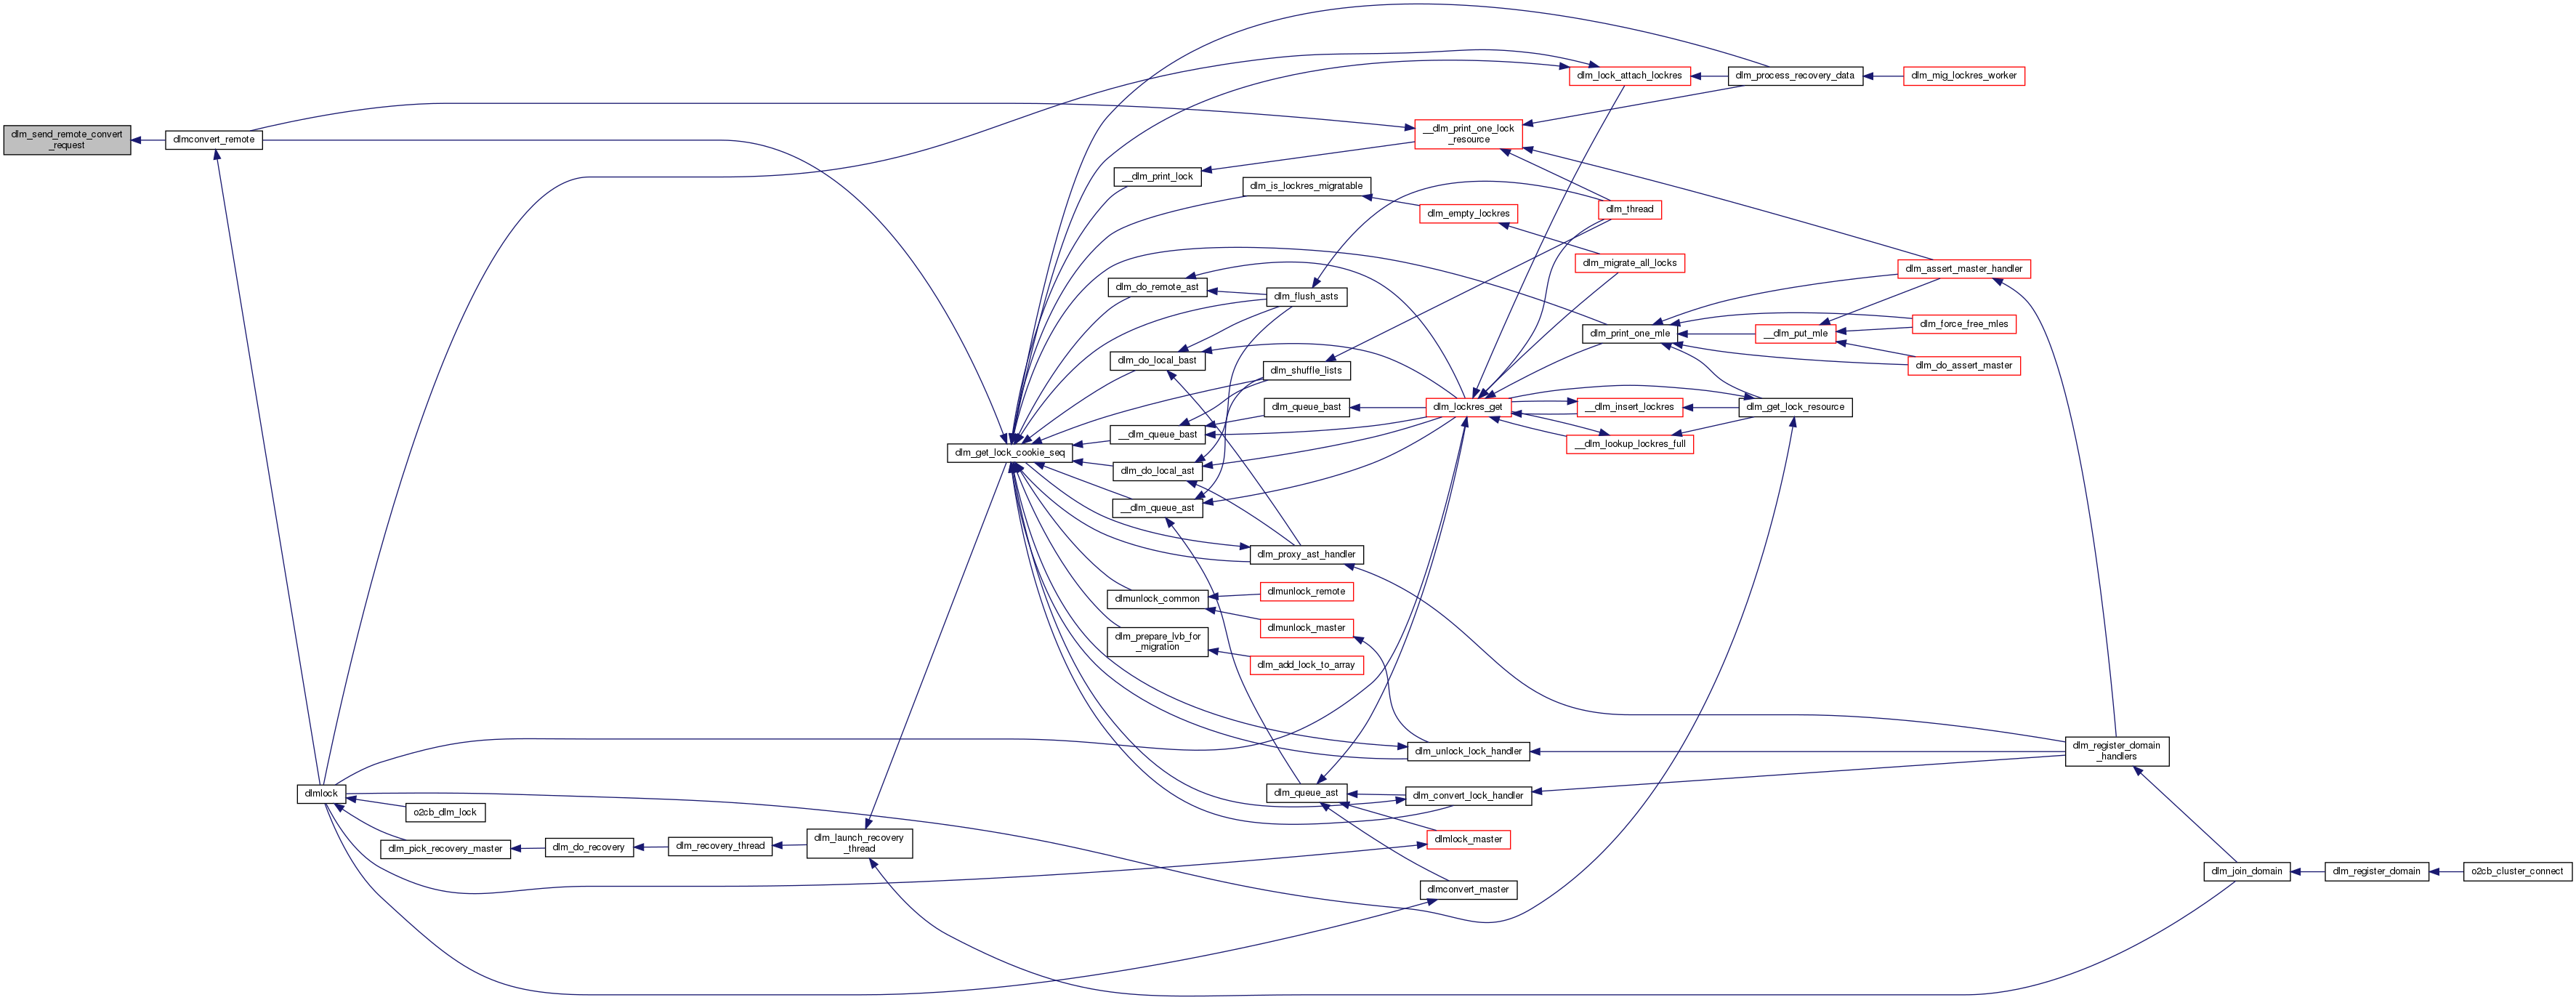 dlm_send_remote_convert
_request
dlmconvert_remote
dlmlock
o2cb_dlm_lock
dlm_pick_recovery_master
dlm_do_recovery
dlm_recovery_thread
dlm_launch_recovery
_thread
dlm_get_lock_cookie_seq
__dlm_print_lock
dlm_is_lockres_migratable
dlm_do_remote_ast
dlm_flush_asts
dlm_do_local_bast
dlm_shuffle_lists
dlm_queue_bast
__dlm_queue_bast
dlm_do_local_ast
__dlm_queue_ast
dlm_proxy_ast_handler
dlmunlock_common
dlmunlock_remote
dlmunlock_master
dlm_prepare_lvb_for
_migration
dlm_add_lock_to_array
dlm_unlock_lock_handler
dlm_queue_ast
dlm_convert_lock_handler
dlmlock_master
dlmconvert_master
dlm_lock_attach_lockres
__dlm_print_one_lock
_resource
dlm_empty_lockres
dlm_thread
dlm_migrate_all_locks
dlm_print_one_mle
dlm_lockres_get
__dlm_insert_lockres
__dlm_lookup_lockres_full
dlm_process_recovery_data
dlm_mig_lockres_worker
dlm_assert_master_handler
dlm_force_free_mles
__dlm_put_mle
dlm_do_assert_master
dlm_get_lock_resource
dlm_register_domain
_handlers
dlm_join_domain
dlm_register_domain
o2cb_cluster_connect